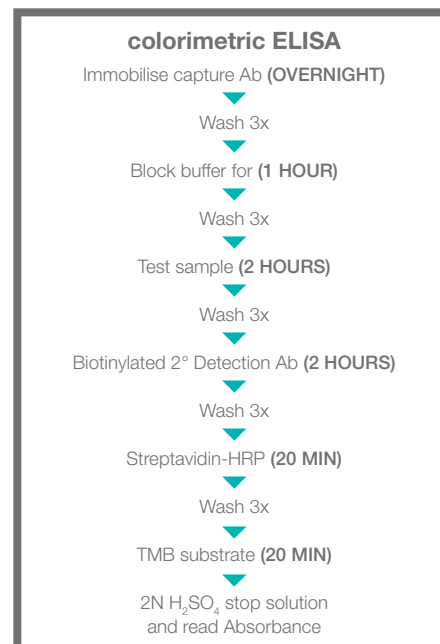 colorimetric ELISA
Immobilise capture Ab (OVERNIGHT)
Wash 3x
Block buffer for (1 HOUR)
Wash 3x
Test sample (2 HOURS)
Wash 3x
Biotinylated 2° Detection Ab (2 HOURS)
Wash 3x
Streptavidin-HRP (20 MIN)
Wash 3x
TMB substrate (20 MIN)
2N H₂SO₄ stop solution
and read Absorbance